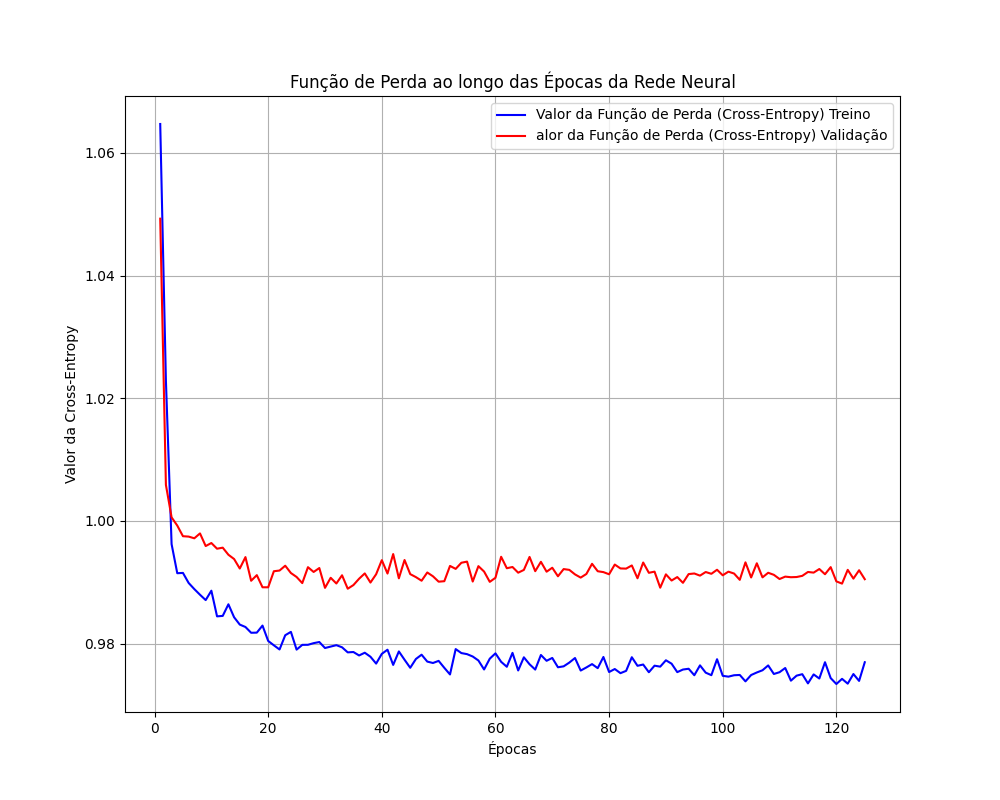 Função de Perda ao longo das Épocas da Rede Neural
Valor da Função de Perda (Cross-Entropy) Treino
alor da Função de Perda (Cross-Entropy) Validação
1.06
1.04
1.02
1.00
0.98
Valor da Cross-Entropy
0 20 40 60 80 100 120
Épocas